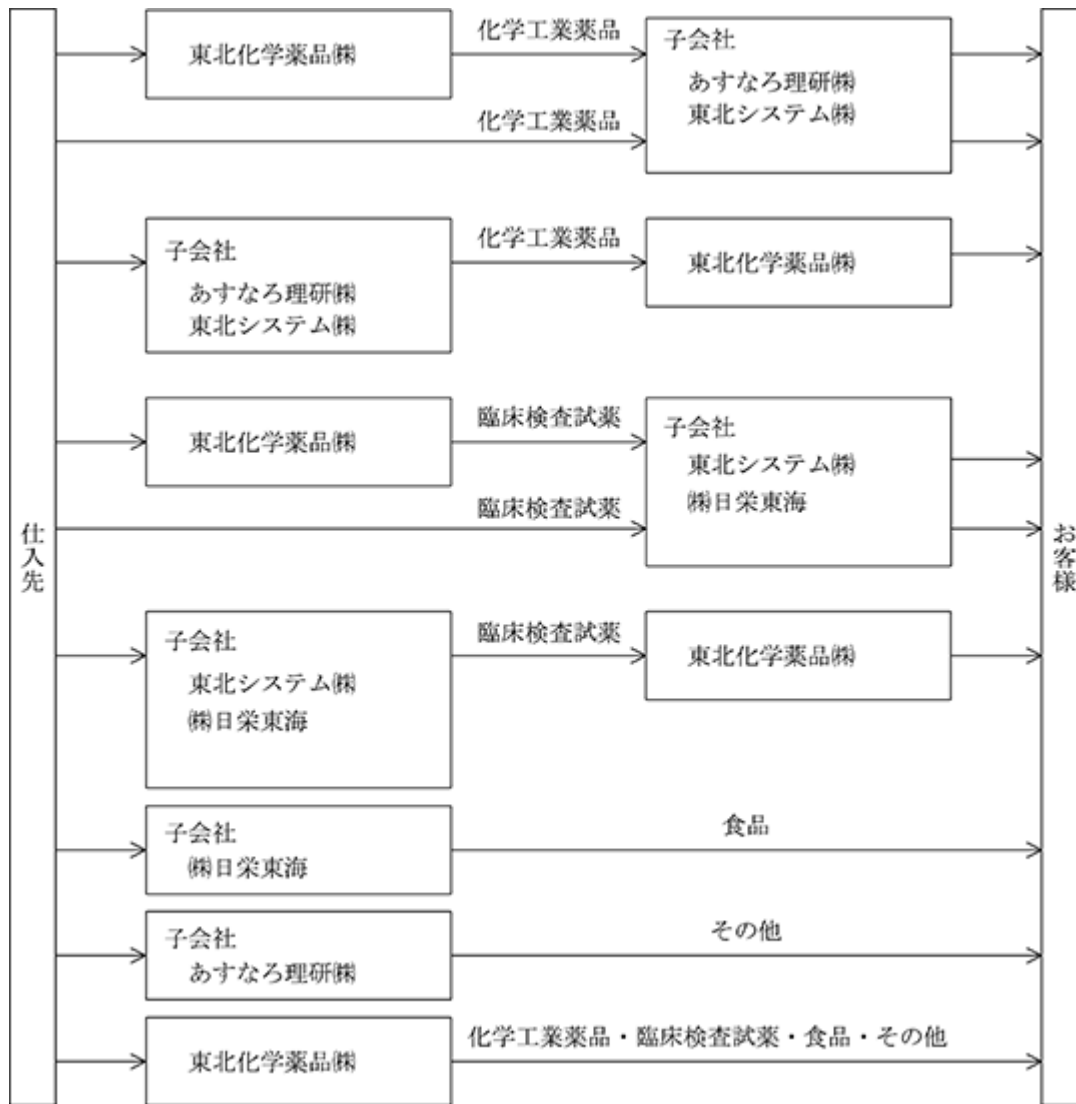 仕入先
東北化学薬品㈱
化学工業薬品
子会社
あすなろ理研㈱
東北システム㈱
化学工業薬品
子会社
あすなろ理研㈱
東北システム㈱
化学工業薬品
東北化学薬品㈱
東北化学薬品㈱
臨床検査試薬
子会社
東北システム㈱
㈱日栄東海
臨床検査試薬
子会社
東北システム㈱
㈱日栄東海
臨床検査試薬
東北化学薬品㈱
子会社
㈱日栄東海
食品
子会社
あすなろ理研㈱
その他
東北化学薬品㈱
化学工業薬品・臨床検査試薬・食品・その他
お客様